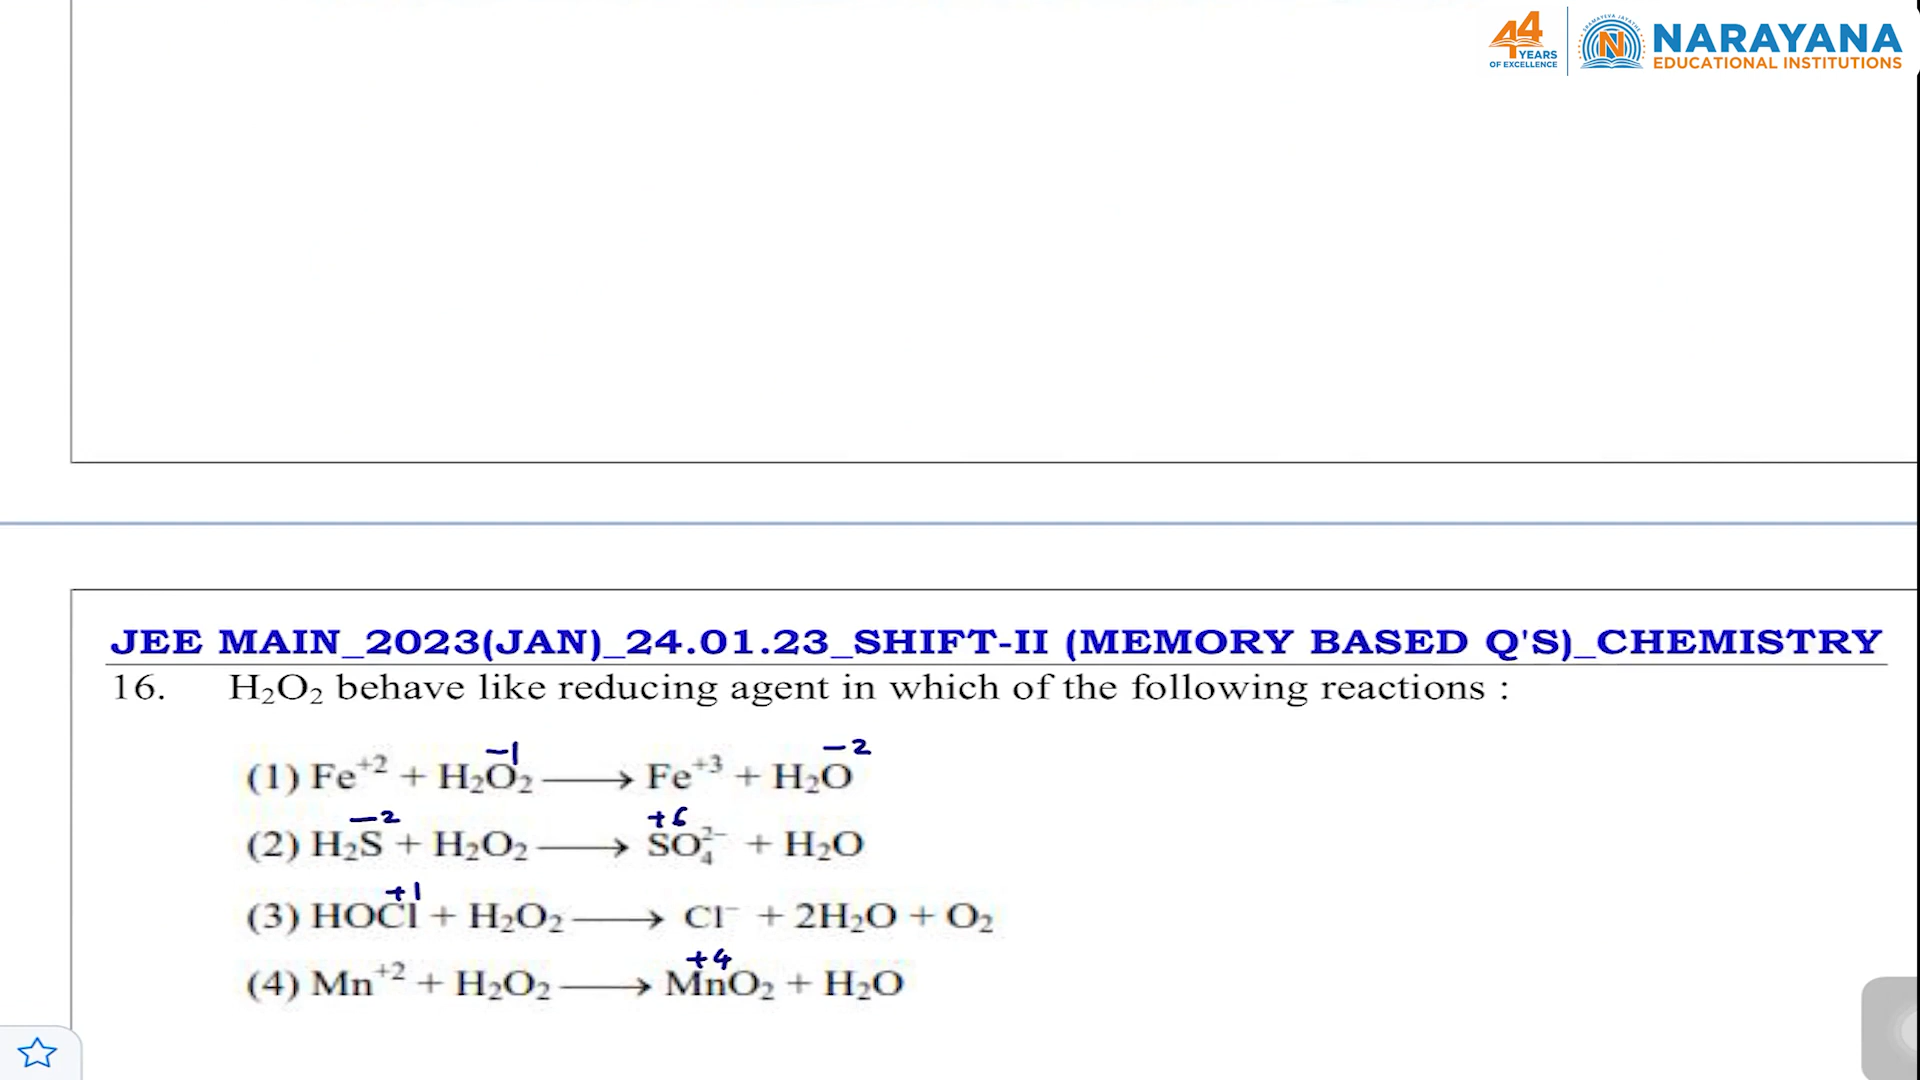 44 YEARS OF EXCELLENCE
N
NARAYANA
EDUCATIONAL INSTITUTIONS
JEE MAIN_2023(JAN)_24.01.23_SHIFT-II (MEMORY BASED Q'S)_CHEMISTRY
16. H₂O₂ behave like reducing agent in which of the following reactions :
−1 −2
(1) Fe⁺² + H₂O₂ ⟶ Fe⁺³ + H₂O
−2 +6
(2) H₂S + H₂O₂ ⟶ SO₄²⁻ + H₂O
+1
(3) HOCl + H₂O₂ ⟶ Cl⁻ + 2H₂O + O₂
+4
(4) Mn⁺² + H₂O₂ ⟶ MnO₂ + H₂O